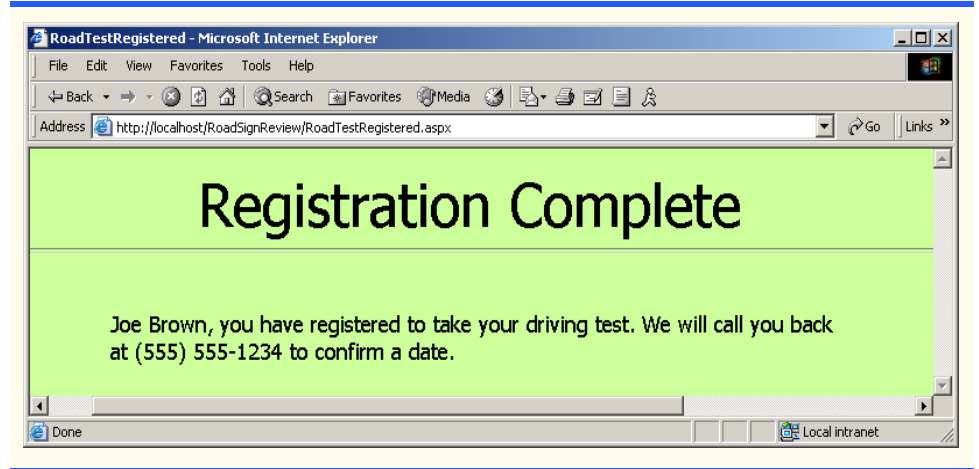 RoadTestRegistered - Microsoft Internet Explorer
File Edit View Favorites Tools Help
Back Search Favorites Media
Address http://localhost/RoadSignReview/RoadTestRegistered.aspx Go Links »
Registration Complete
Joe Brown, you have registered to take your driving test. We will call you back
at (555) 555-1234 to confirm a date.
Done Local intranet